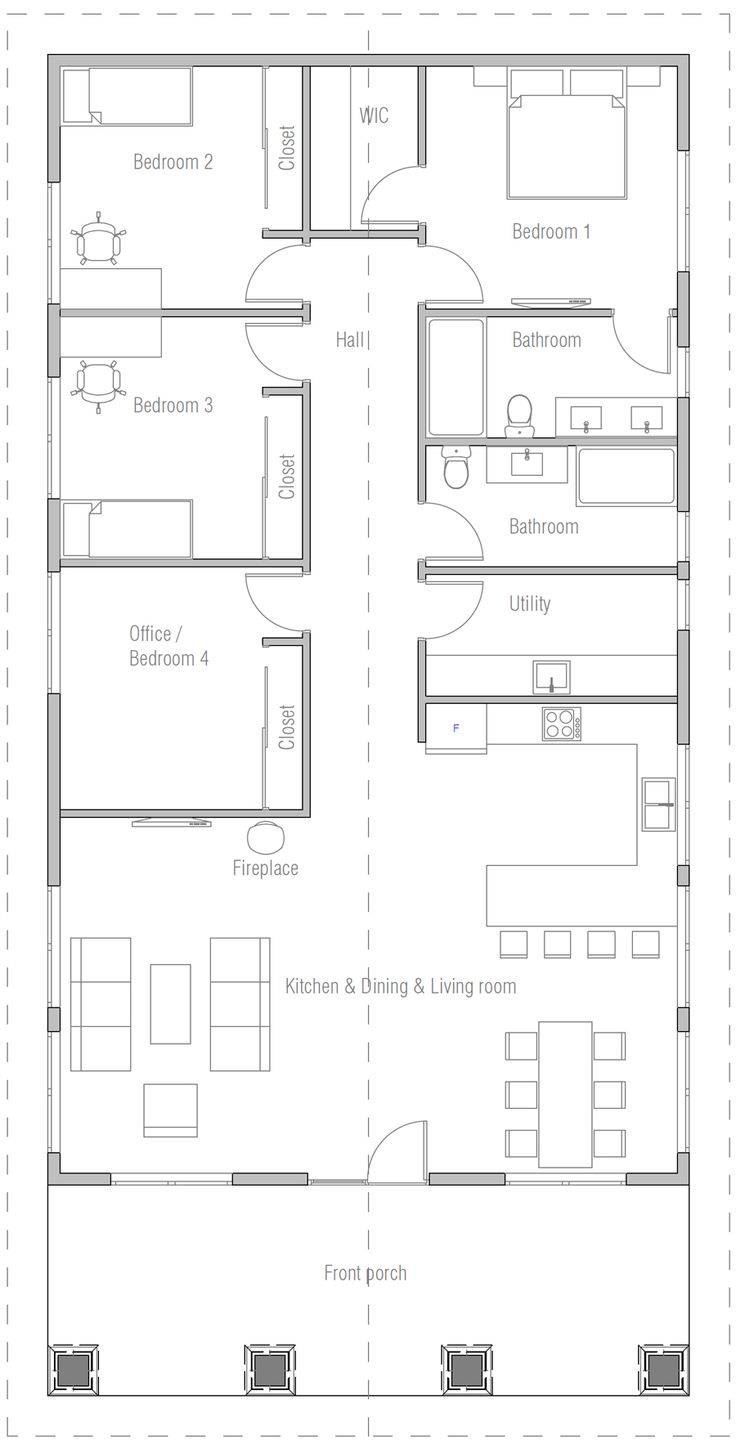 WIC
Closet
Bedroom 2
Bedroom 1
Hall
Bathroom
Bedroom 3
Closet
Bathroom
Utility
Office /
Bedroom 4
Closet
F
Fireplace
Kitchen & Dining & Living room
Front porch